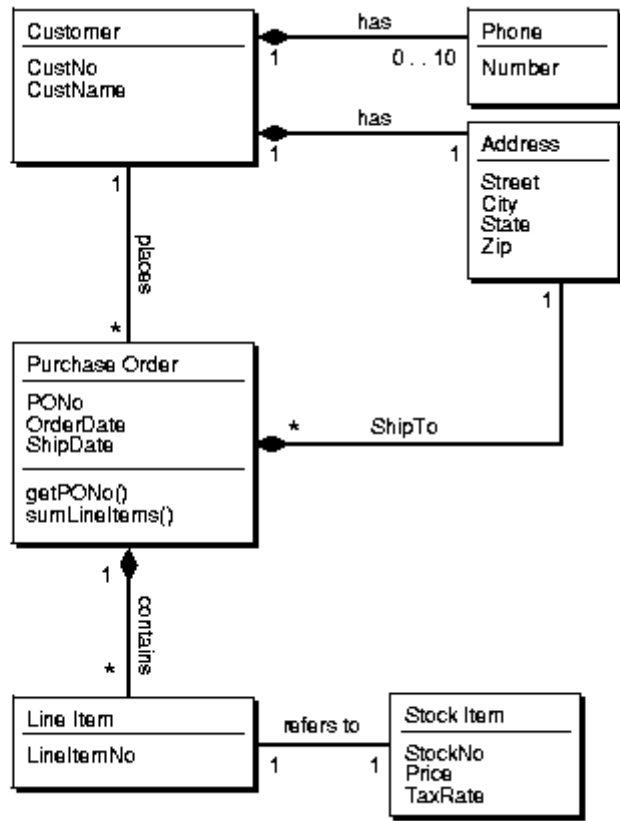 Customer
CustNo
CustName
has
1
0 . . 10
Phone
Number
has
1
1
Address
Street
City
State
Zip
1
places
*
1
Purchase Order
PONo
OrderDate
ShipDate
getPONo()
sumLineItems()
*
ShipTo
1
contains
*
Line Item
LineItemNo
refers to
1
1
Stock Item
StockNo
Price
TaxRate